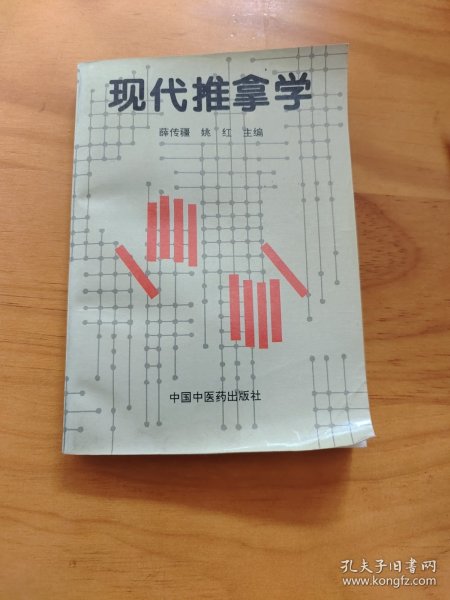 现代推拿学
薛传疆 姚红 主编
中国中医药出版社
孔夫子旧书网
www.kongfz.com